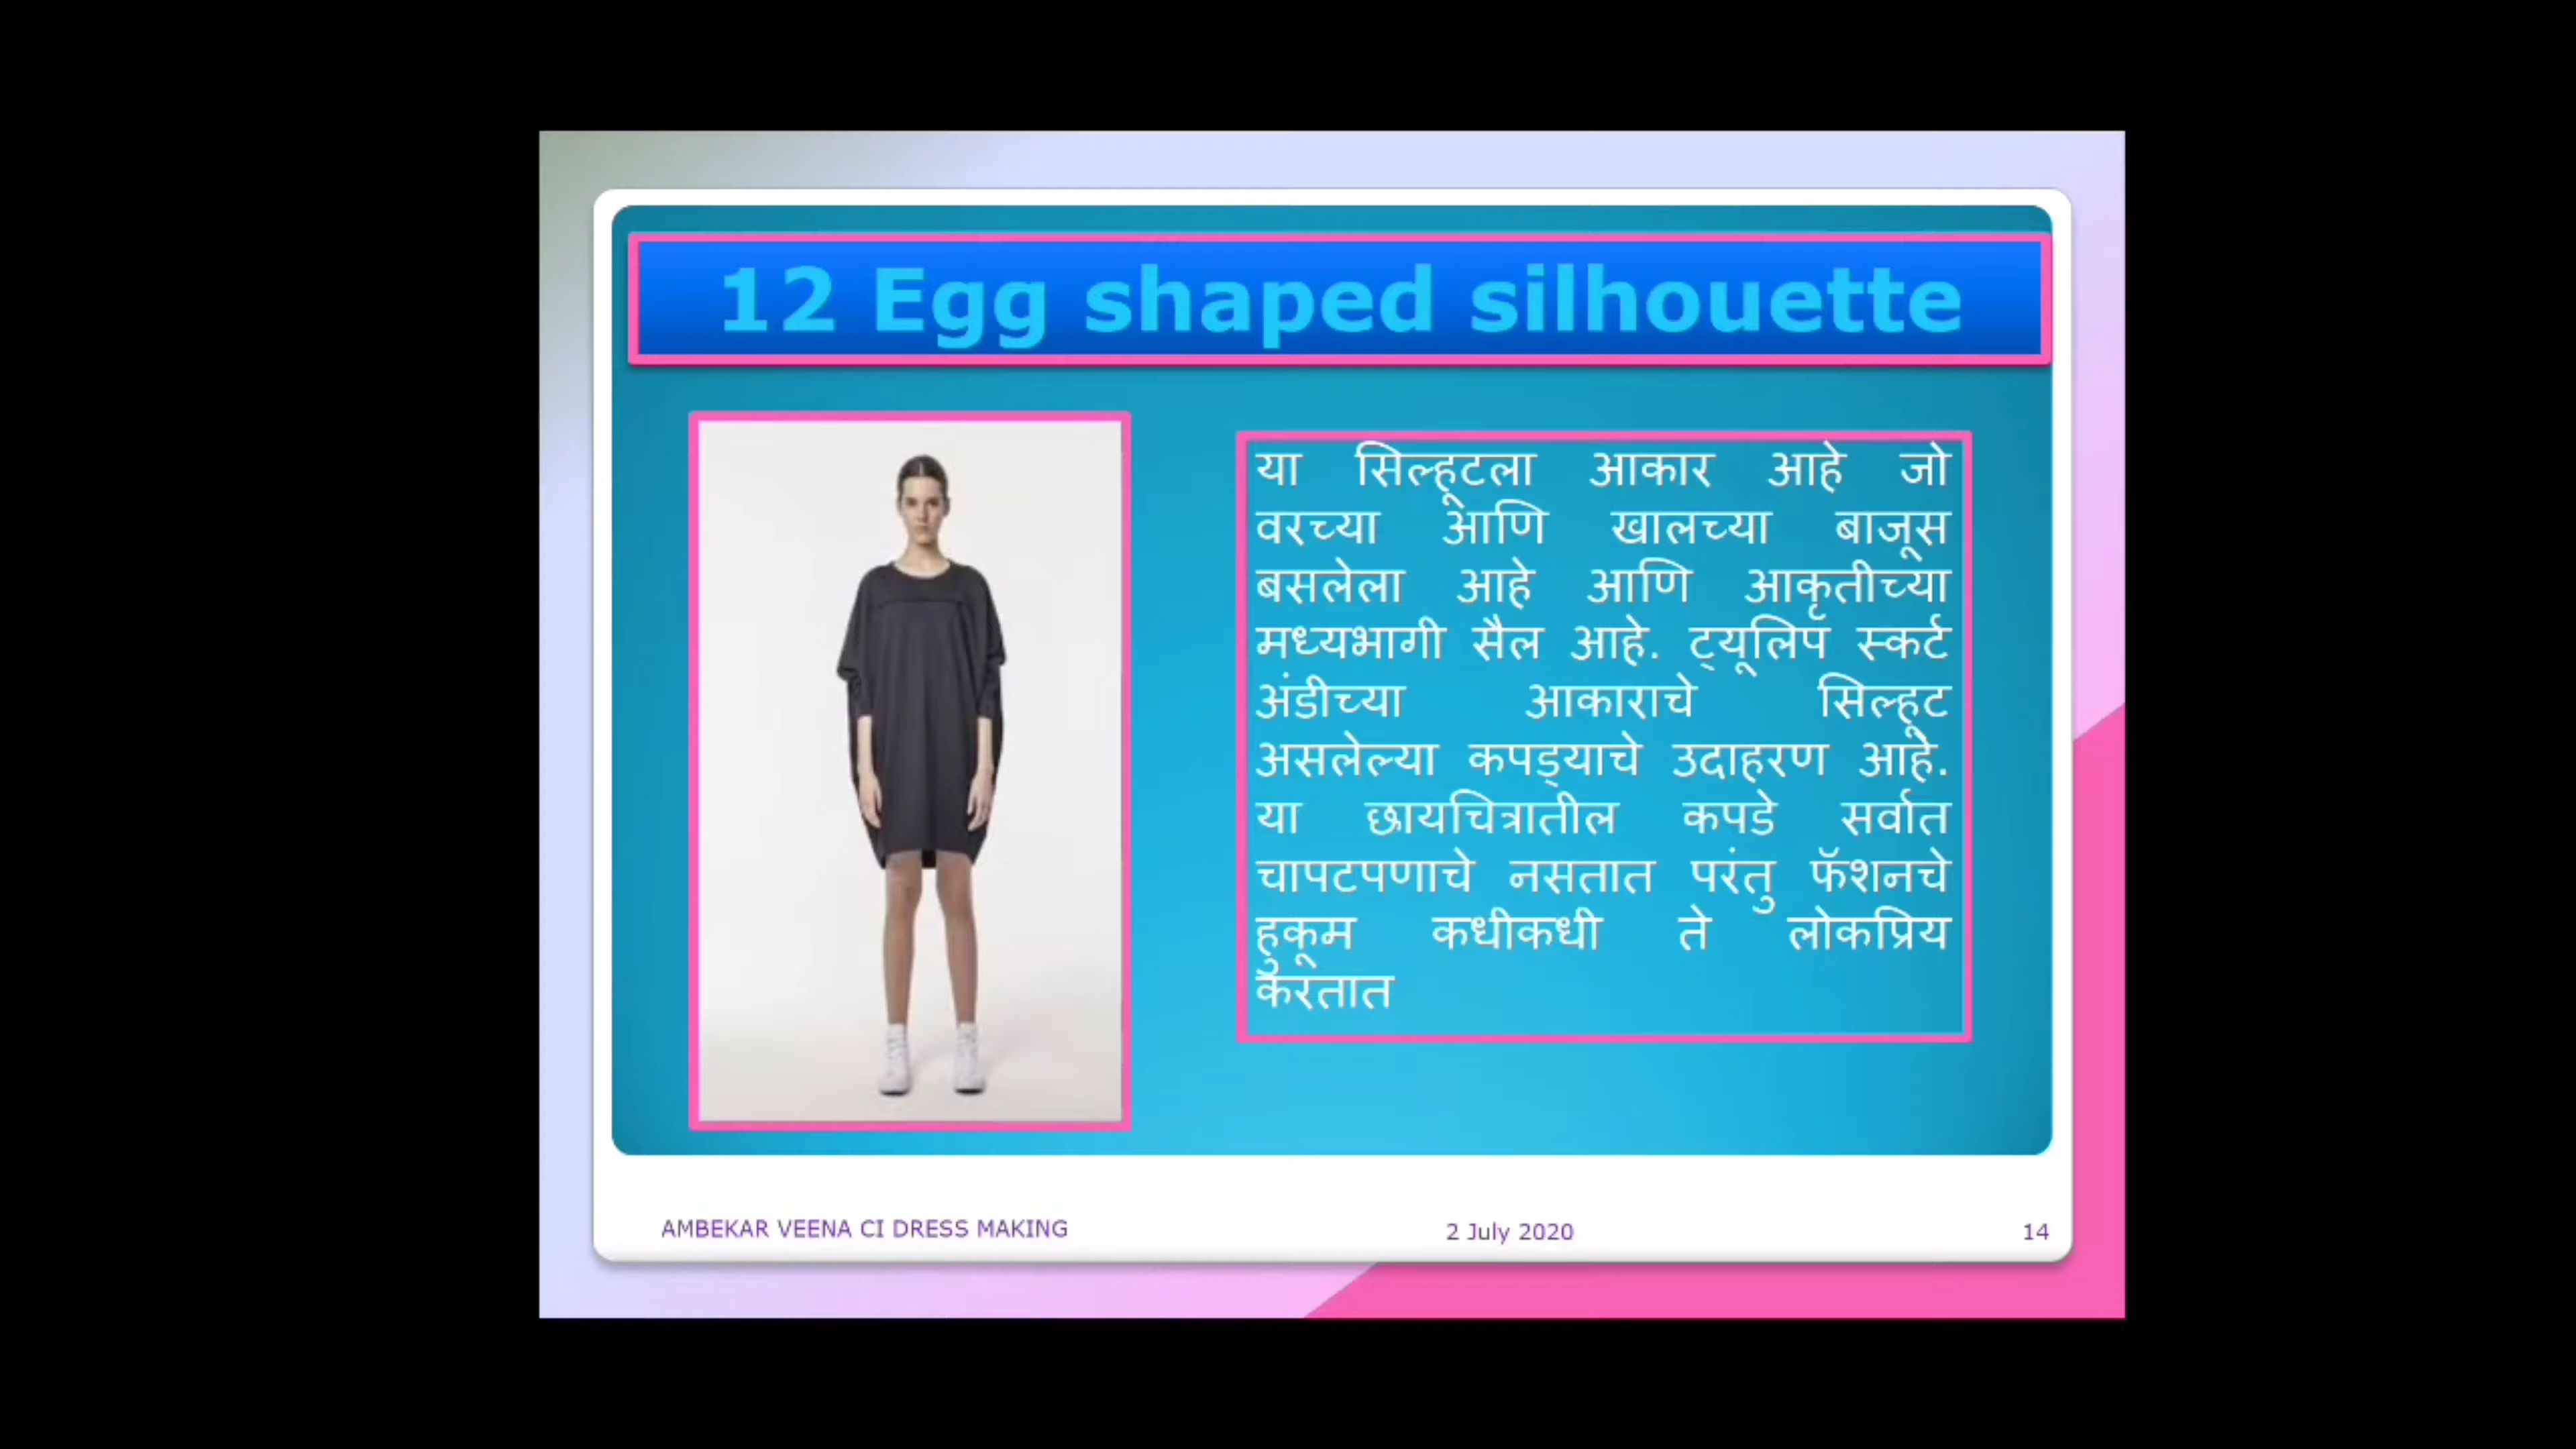 12 Egg shaped silhouette
या सिल्हूटला आकार आहे जो
वरच्या आणि खालच्या बाजूस
बसलेला आहे आणि आकृतीच्या
मध्यभागी सैल आहे. ट्यूलिप स्कर्ट
अंडीच्या आकाराचे सिल्हूट
असलेल्या कपड्याचे उदाहरण आहे.
या छायचित्रातील कपडे सर्वात
चापटपणाचे नसतात परंतु फॅशनचे
हुकूम कधीकधी ते लोकप्रिय
करतात
AMBEKAR VEENA CI DRESS MAKING
2 July 2020
14